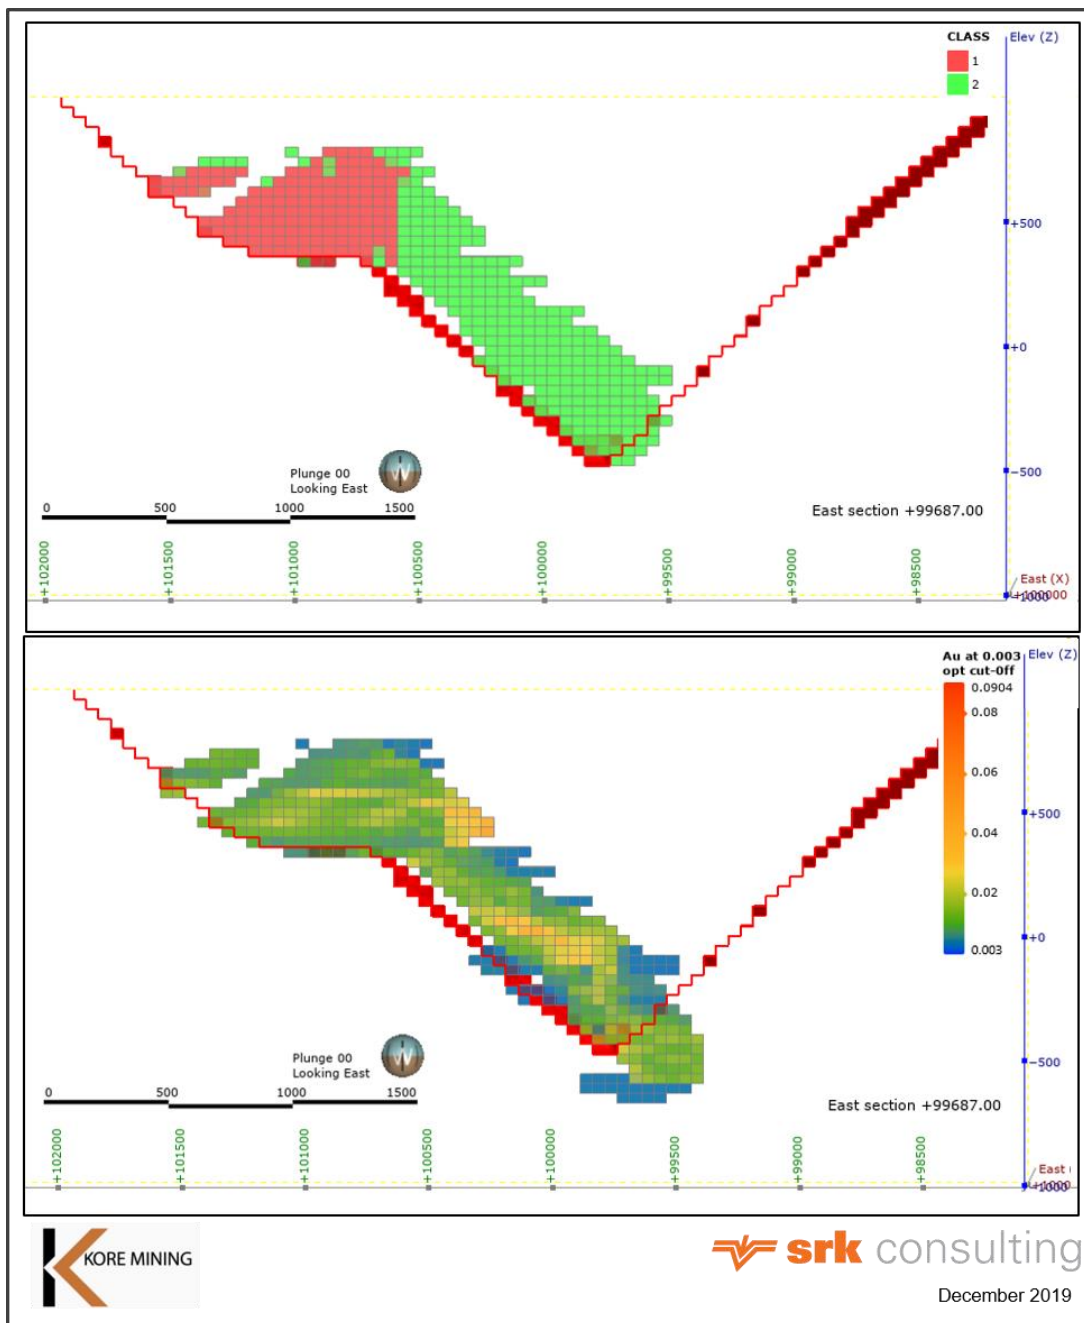 CLASS
1
2
Elev (Z)
+500
+0
−500
Plunge 00
Looking East
0 500 1000 1500
East section +99687.00
+102000 +101500 +101000 +100500 +100000 +99500 +99000 +98500
East (X)
+100000
Au at 0.003
opt cut-0ff
Elev (Z)
0.0904
0.08
0.06
0.04
0.02
0.003
+500
+0
−500
Plunge 00
Looking East
0 500 1000 1500
East section +99687.00
+102000 +101500 +101000 +100500 +100000 +99500 +99000 +98500
East
KORE MINING
srk consulting
December 2019